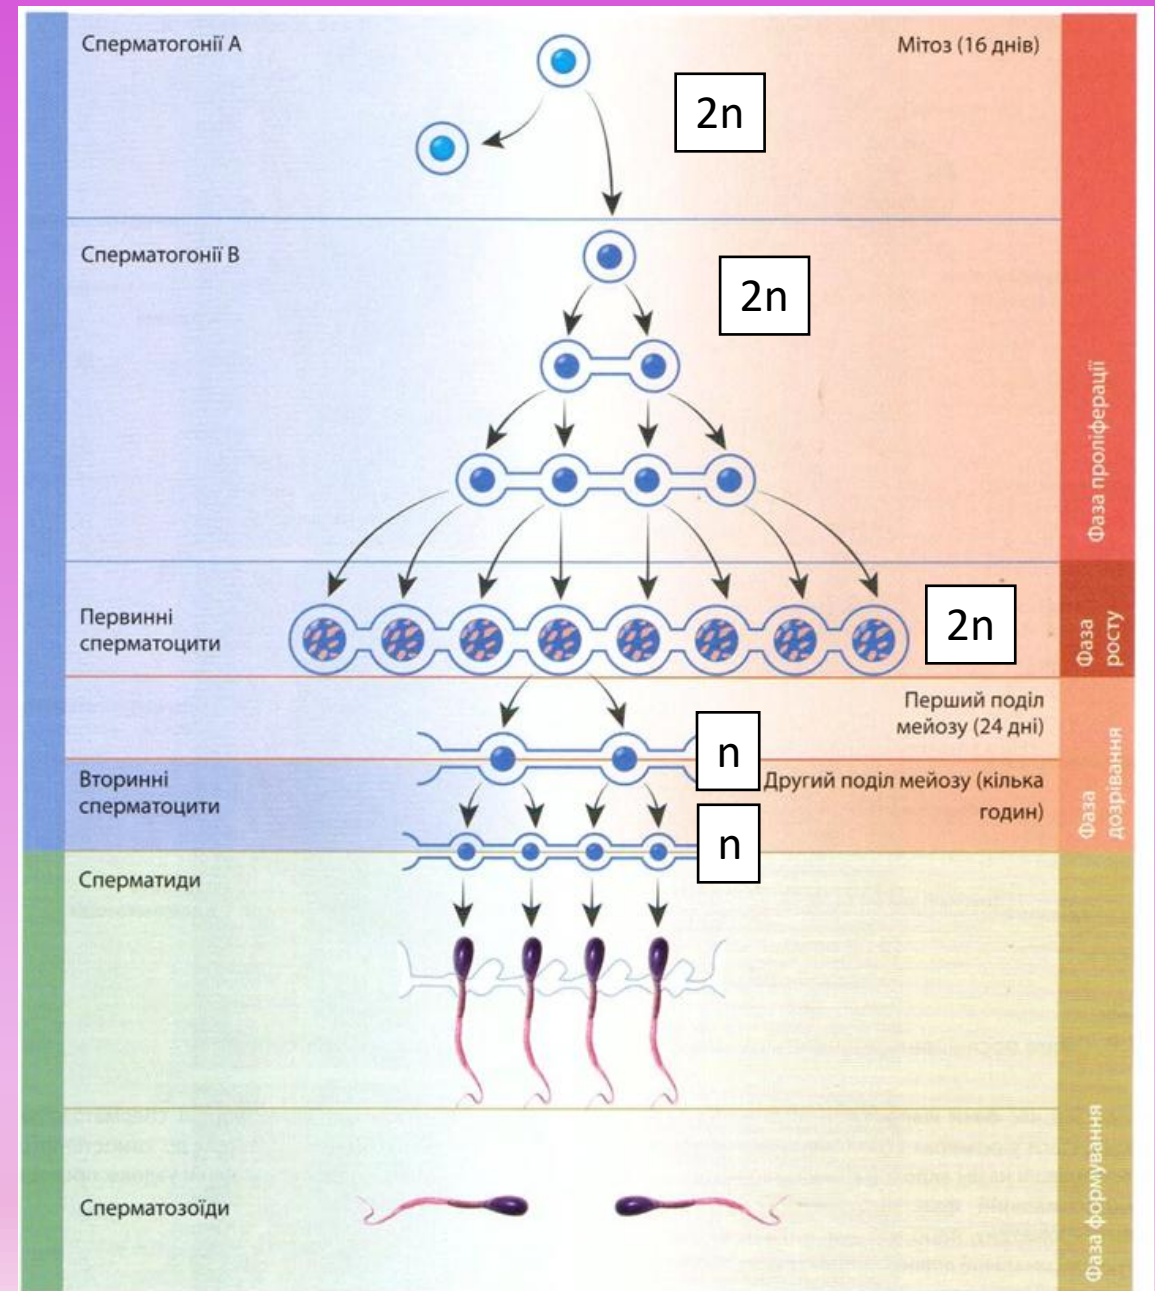 Сперматогонії А
Мітоз (16 днів)
2n
Сперматогонії В
2n
Фаза проліферації
Первинні
сперматоцити
2n
Фаза
росту
Перший поділ
мейозу (24 дні)
n
Вторинні
сперматоцити
Другий поділ мейозу (кілька
годин)
Фаза
дозрівання
n
Сперматиди
Сперматозоїди
Фаза формування